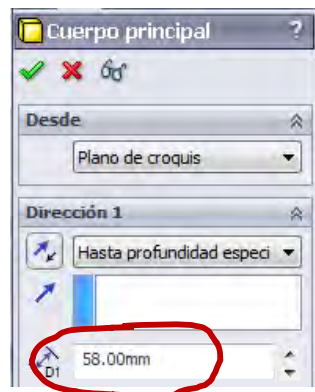 Cuerpo principal ?
Desde
Plano de croquis
Dirección 1
Hasta profundidad especi
D1 58.00mm